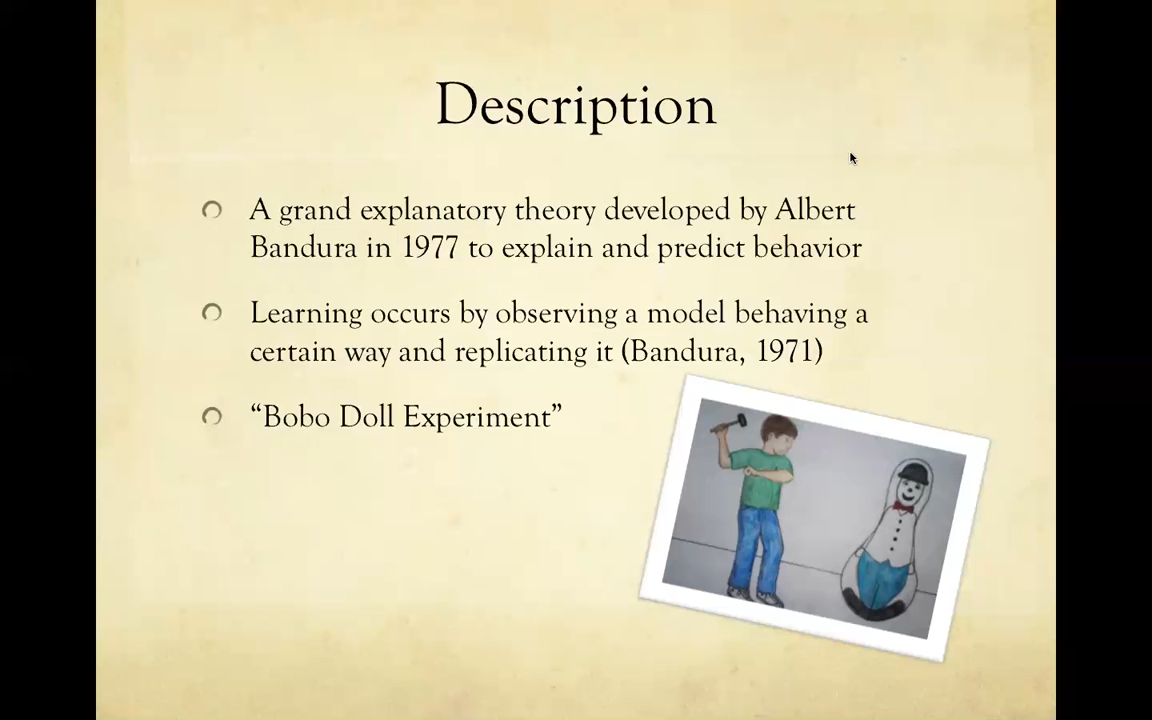 Description
A grand explanatory theory developed by Albert
Bandura in 1977 to explain and predict behavior
Learning occurs by observing a model behaving a
certain way and replicating it (Bandura, 1971)
“Bobo Doll Experiment”